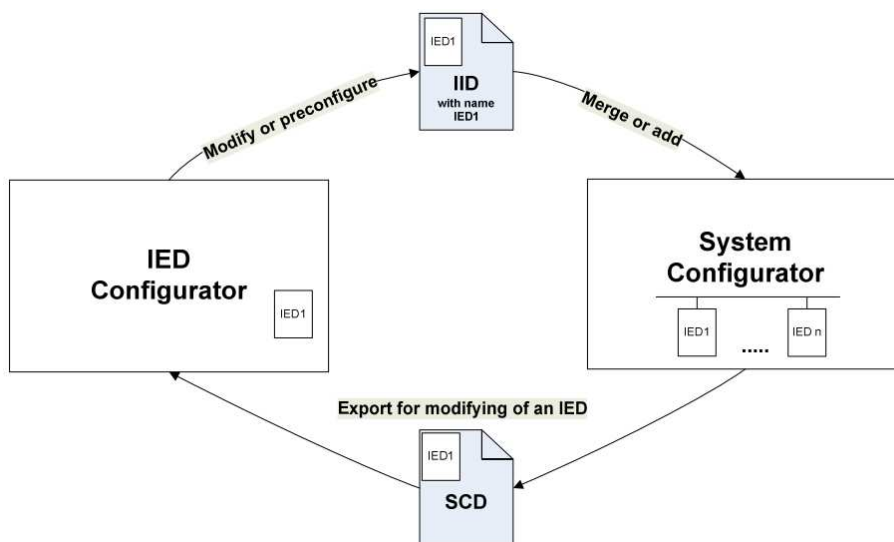 IED1
IID
with name
IED1
Modify or preconfigure
Merge or add
IED
Configurator
IED1
System
Configurator
IED1
.....
IED n
Export for modifying of an IED
IED1
SCD